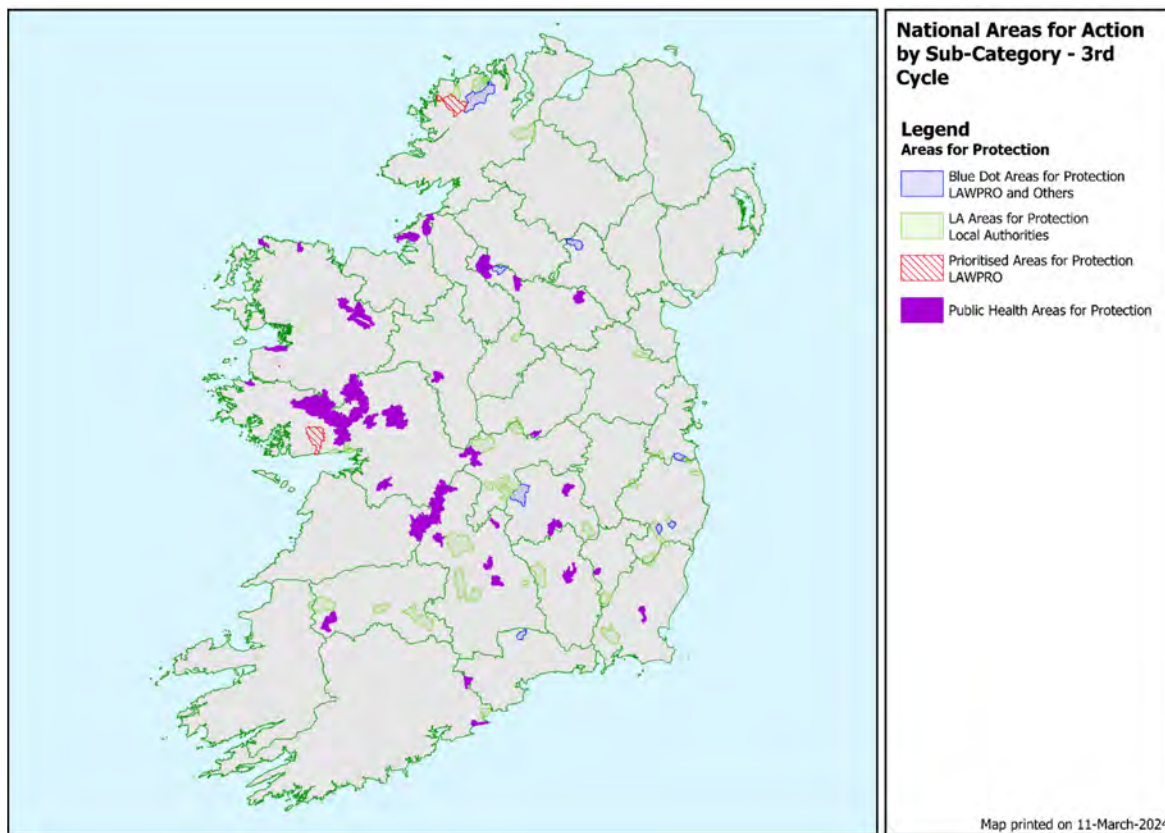 National Areas for Action
by Sub-Category - 3rd
Cycle
Legend
Areas for Protection
Blue Dot Areas for Protection
LAWPRO and Others
LA Areas for Protection
Local Authorities
Prioritised Areas for Protection
LAWPRO
Public Health Areas for Protection
Map printed on 11-March-2024